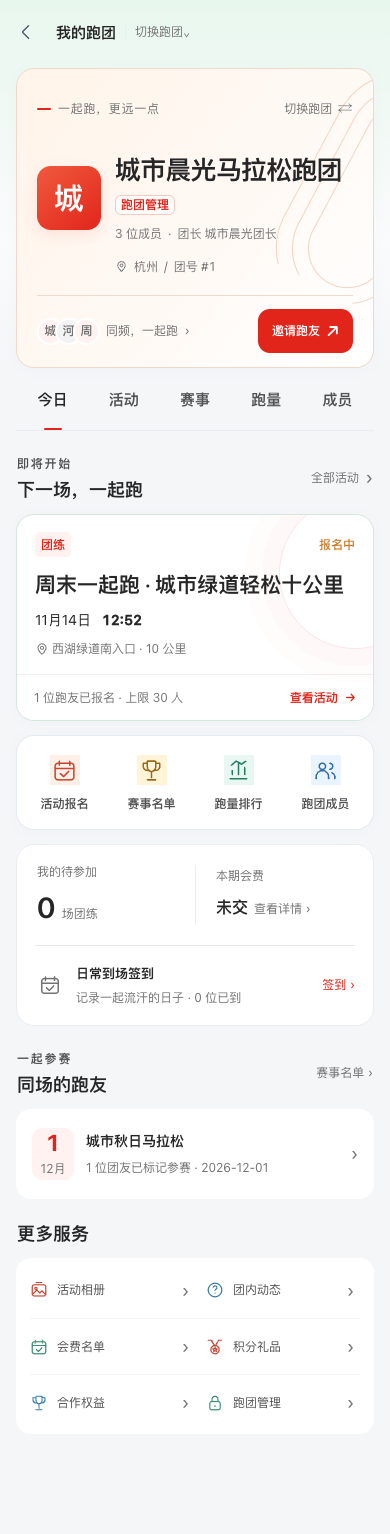 我的跑团 切换跑团
一起跑，更远一点 切换跑团
城 城市晨光马拉松跑团
跑团管理
3 位成员 · 团长 城市晨光团长
杭州 / 团号 #1
城 河 周 同频，一起跑 › 邀请跑友
今日 活动 赛事 跑量 成员
即将开始
下一场，一起跑 全部活动 ›
团练 报名中
周末一起跑 · 城市绿道轻松十公里
11月14日 12:52
西湖绿道南入口 · 10 公里
1 位跑友已报名 · 上限 30 人 查看活动 →
活动报名 赛事名单 跑量排行 跑团成员
我的待参加 本期会费
0 场团练 未交 查看详情 ›
日常到场签到
记录一起流汗的日子 · 0 位已到 签到 ›
一起参赛
同场的跑友 赛事名单 ›
1 城市秋日马拉松
12月 1 位团友已标记参赛 · 2026-12-01 ›
更多服务
活动相册 › 团内动态 ›
会费名单 › 积分礼品 ›
合作权益 › 跑团管理 ›